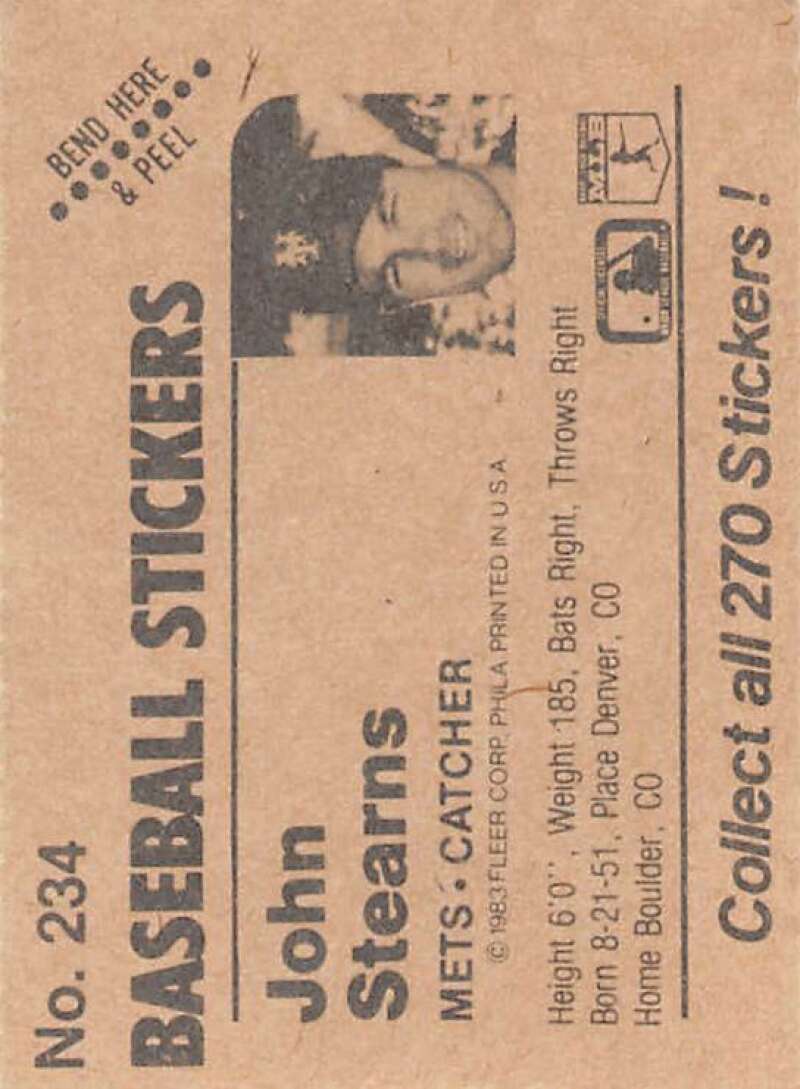 No. 234
BEND HERE
& PEEL
BASEBALL STICKERS
John
Stearns
METS • CATCHER
© 1983 FLEER CORP. PHILA PRINTED IN U S A
Height 6'0'', Weight 185, Bats Right, Throws Right
Born 8-21-51, Place Denver, CO
Home Boulder, CO
Collect all 270 Stickers!